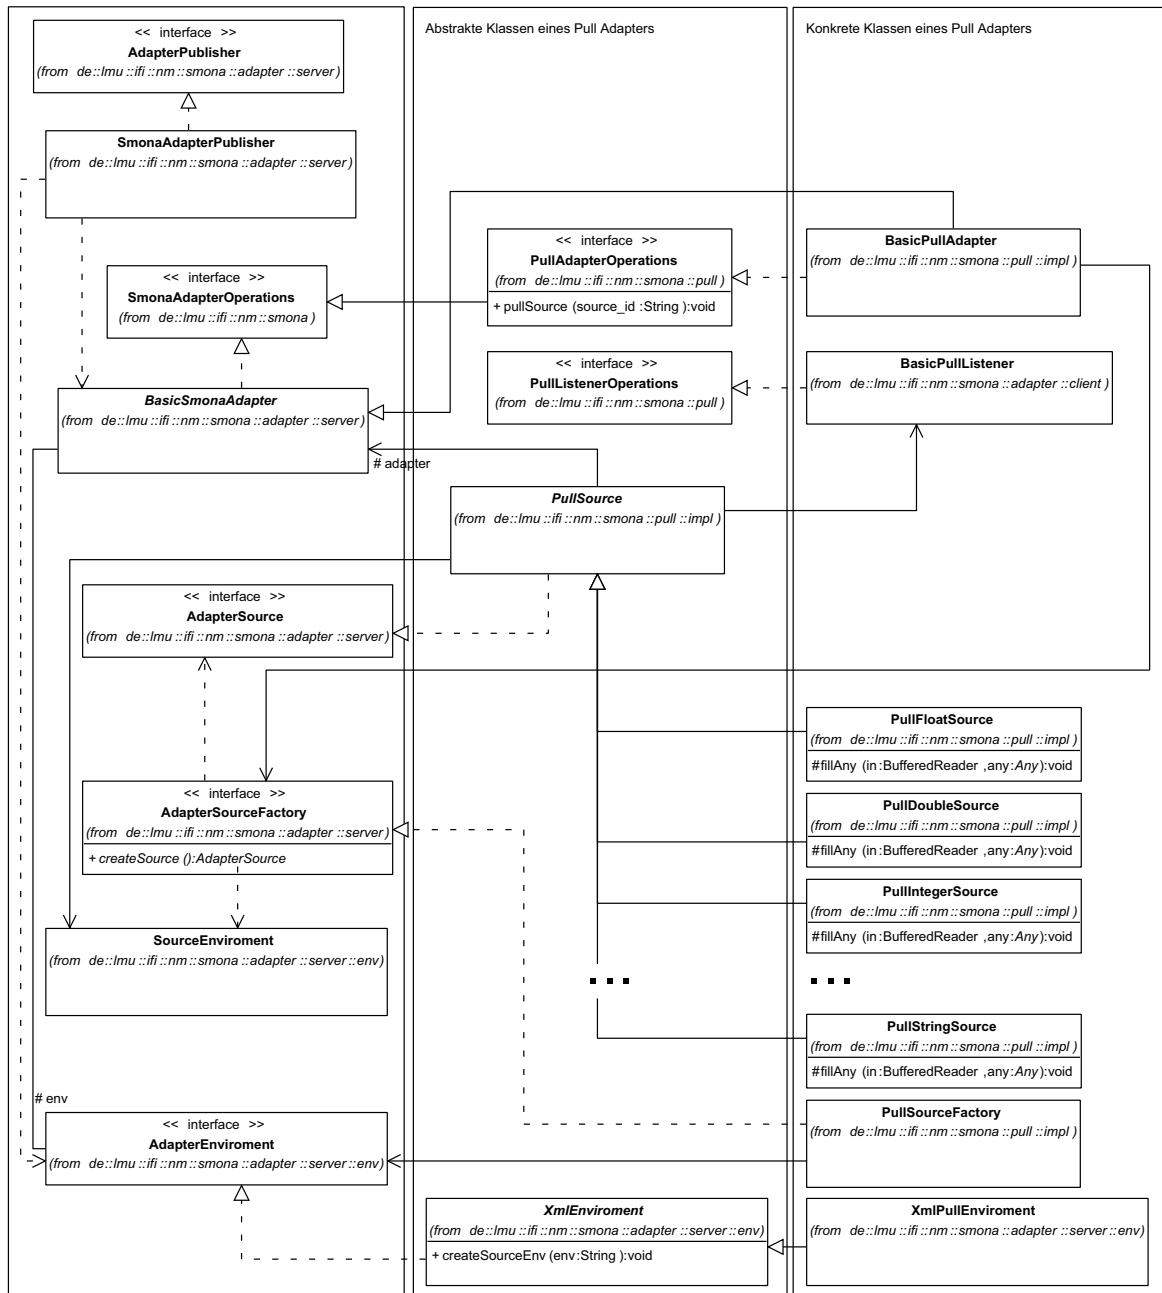 << interface >>
AdapterPublisher
(from de::lmu::ifi::nm::smona::adapter::server)
SmonaAdapterPublisher
(from de::lmu::ifi::nm::smona::adapter::server)
<< interface >>
SmonaAdapterOperations
(from de::lmu::ifi::nm::smona)
BasicSmonaAdapter
(from de::lmu::ifi::nm::smona::adapter::server)
# adapter
<< interface >>
AdapterSource
(from de::lmu::ifi::nm::smona::adapter::server)
<< interface >>
AdapterSourceFactory
(from de::lmu::ifi::nm::smona::adapter::server)
+ createSource():AdapterSource
SourceEnviroment
(from de::lmu::ifi::nm::smona::adapter::server::env)
# env
<< interface >>
AdapterEnviroment
(from de::lmu::ifi::nm::smona::adapter::server::env)
Abstrakte Klassen eines Pull Adapters
<< interface >>
PullAdapterOperations
(from de::lmu::ifi::nm::smona::pull)
+ pullSource(source_id:String):void
<< interface >>
PullListenerOperations
(from de::lmu::ifi::nm::smona::pull)
PullSource
(from de::lmu::ifi::nm::smona::pull::impl)
XmlEnviroment
(from de::lmu::ifi::nm::smona::adapter::server::env)
+ createSourceEnv(env:String):void
Konkrete Klassen eines Pull Adapters
BasicPullAdapter
(from de::lmu::ifi::nm::smona::pull::impl)
BasicPullListener
(from de::lmu::ifi::nm::smona::adapter::client)
PullFloatSource
(from de::lmu::ifi::nm::smona::pull::impl)
#fillAny(in:BufferedReader,any:Any):void
PullDoubleSource
(from de::lmu::ifi::nm::smona::pull::impl)
#fillAny(in:BufferedReader,any:Any):void
PullIntegerSource
(from de::lmu::ifi::nm::smona::pull::impl)
#fillAny(in:BufferedReader,any:Any):void
PullStringSource
(from de::lmu::ifi::nm::smona::pull::impl)
#fillAny(in:BufferedReader,any:Any):void
PullSourceFactory
(from de::lmu::ifi::nm::smona::pull::impl)
XmlPullEnviroment
(from de::lmu::ifi::nm::smona::adapter::server::env)